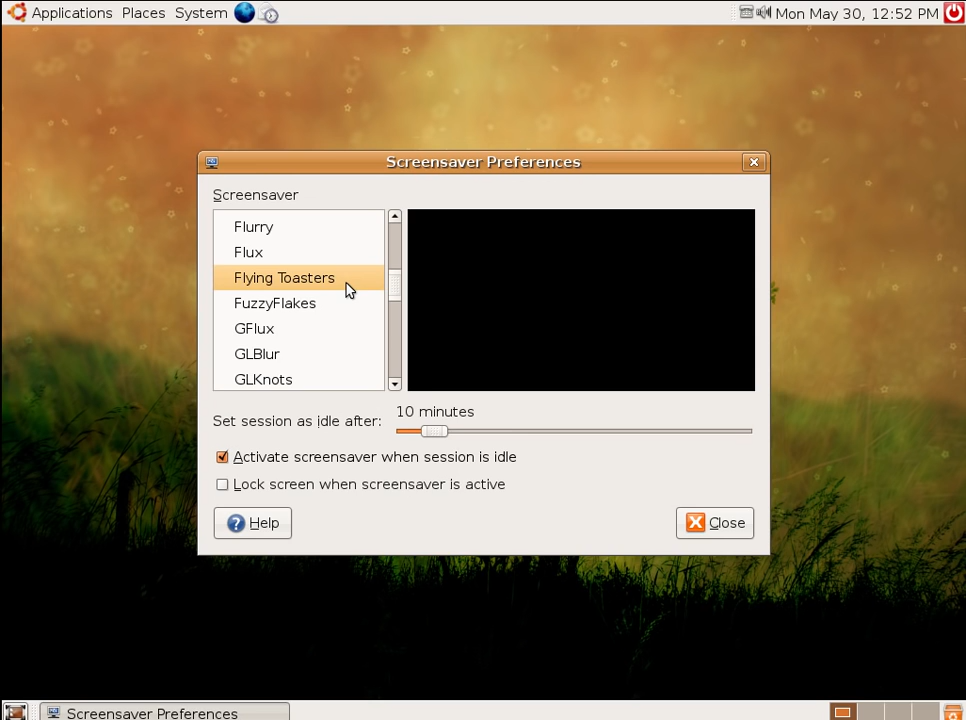 Applications Places System Mon May 30, 12:52 PM
Screensaver Preferences
Screensaver
Flurry
Flux
Flying Toasters
FuzzyFlakes
GFlux
GLBlur
GLKnots
10 minutes
Set session as idle after:
Activate screensaver when session is idle
Lock screen when screensaver is active
Help Close
Screensaver Preferences